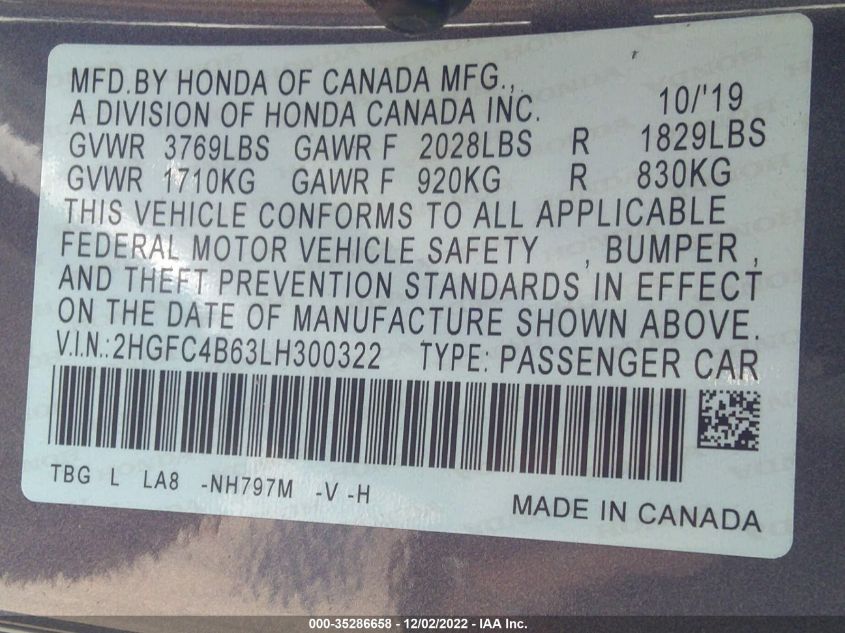 MFD.BY HONDA OF CANADA MFG.,
A DIVISION OF HONDA CANADA INC. 10/'19
GVWR 3769LBS GAWR F 2028LBS R 1829LBS
GVWR 1710KG GAWR F 920KG R 830KG
THIS VEHICLE CONFORMS TO ALL APPLICABLE
FEDERAL MOTOR VEHICLE SAFETY , BUMPER ,
AND THEFT PREVENTION STANDARDS IN EFFECT
ON THE DATE OF MANUFACTURE SHOWN ABOVE.
V.I.N.: 2HGFC4B63LH300322 TYPE: PASSENGER CAR
TBG L LA8 -NH797M -V -H
MADE IN CANADA
000-35286658 - 12/02/2022 - IAA Inc.